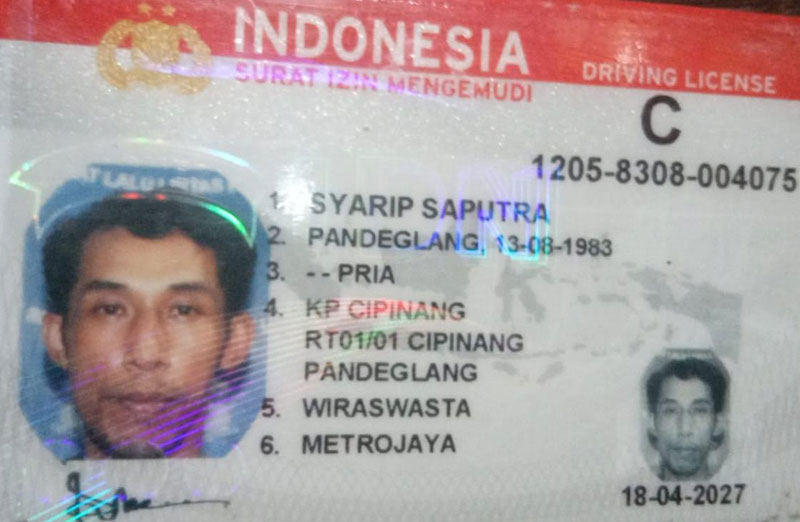 INDONESIA
SURAT IZIN MENGEMUDI
DRIVING LICENSE
C
1205-8308-004075
LALU LINTAS
1. SYARIP SAPUTRA
2. PANDEGLANG, 13-08-1983
3. - - PRIA
4. KP CIPINANG
RT01/01 CIPINANG
PANDEGLANG
5. WIRASWASTA
6. METROJAYA
18-04-2027